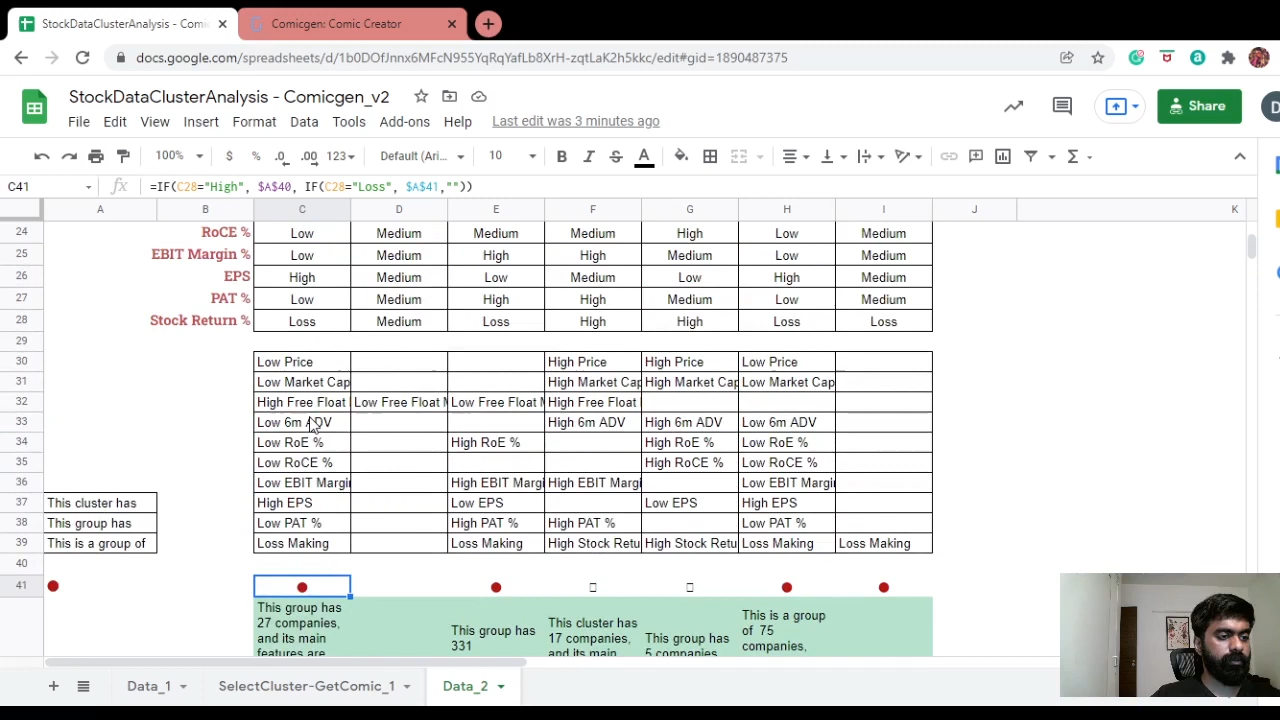 StockDataClusterAnalysis - Comi
Comicgen: Comic Creator
docs.google.com/spreadsheets/d/1b0DOfJnnx6MFcN955YqRqYafLb8XrH-zqtLaK2h5kkc/edit#gid=1890487375
StockDataClusterAnalysis - Comicgen_v2
Share
D
File Edit View Insert Format Data Tools Add-ons Help Last edit was 3 minutes ago
100% $ % .0 .00 123 Default (Ari... 10 B I S A
C41 fx =IF(C28="High", $A$40, IF(C28="Loss", $A$41,""))
A B C D E F G H I J K
24 RoCE % Low Medium Medium Medium High Low Medium
25 EBIT Margin % Low Medium High High Medium Low Medium
26 EPS High Medium Low Medium Low High Medium
27 PAT % Low Medium High High Medium Low Medium
28 Stock Return % Loss Medium Loss High High Loss Loss
29
30 Low Price High Price High Price Low Price
31 Low Market Cap High Market Cap High Market Cap Low Market Cap
32 High Free Float Low Free Float M Low Free Float M High Free Float
33 Low 6m ADV High 6m ADV High 6m ADV Low 6m ADV
34 Low RoE % High RoE % High RoE % Low RoE %
35 Low RoCE % High RoCE % Low RoCE %
36 Low EBIT Margi High EBIT Margi High EBIT Margi Low EBIT Margi
37 This cluster has High EPS Low EPS Low EPS High EPS
38 This group has Low PAT % High PAT % High PAT % Low PAT %
39 This is a group of Loss Making Loss Making High Stock Retu High Stock Retu Loss Making Loss Making
40
41
This group has
27 companies,
and its main
features are
This group has
331
This cluster has
17 companies,
and its main
This group has
5 companies
This is a group
of 75
companies,
Data_1 SelectCluster-GetComic_1 Data_2